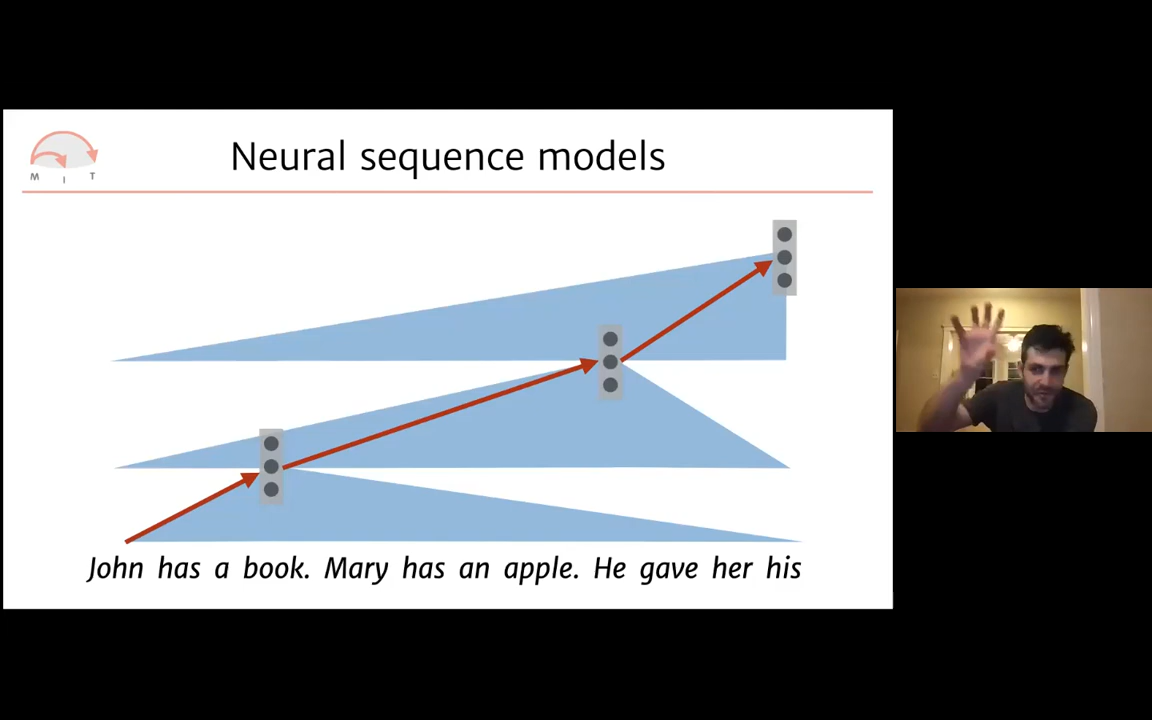 Neural sequence models
M I T
John has a book. Mary has an apple. He gave her his